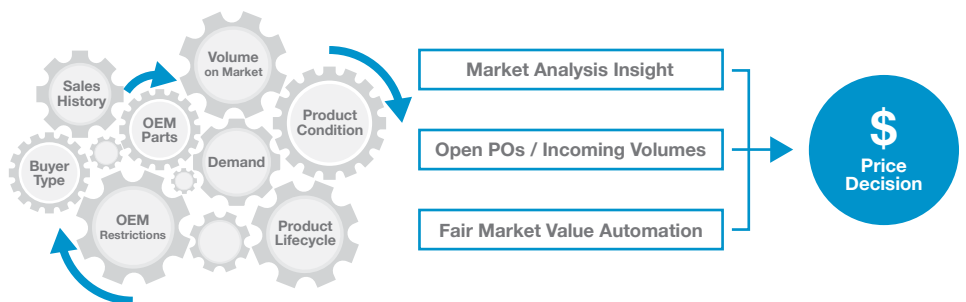 Sales
History
Volume
on Market
OEM
Parts
Product
Condition
Buyer
Type
Demand
OEM
Restrictions
Product
Lifecycle
Market Analysis Insight
Open POs / Incoming Volumes
Fair Market Value Automation
$
Price
Decision